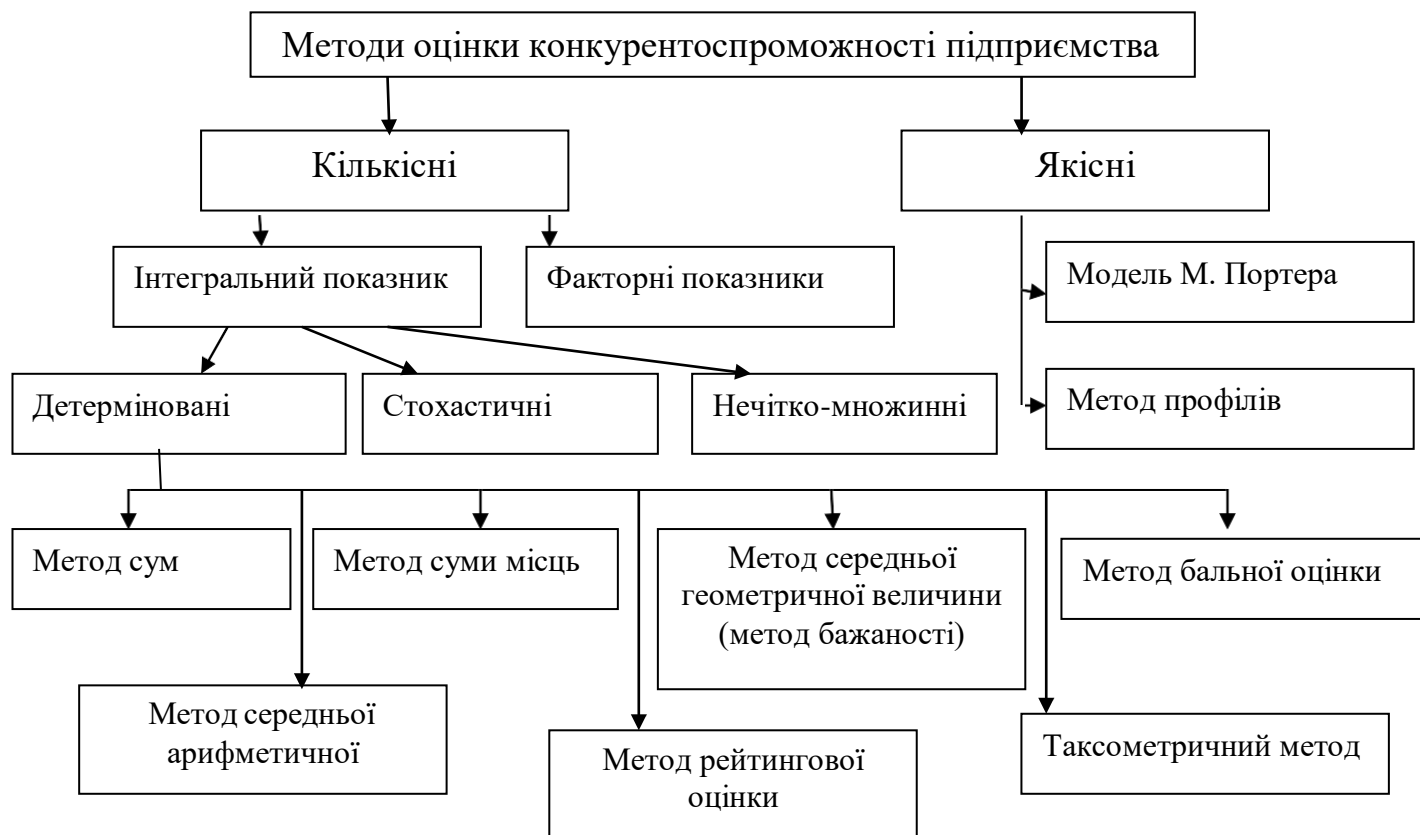 Методи оцінки конкурентоспроможності підприємства
Кількісні
Якісні
Інтегральний показник
Факторні показники
Модель М. Портера
Детерміновані
Стохастичні
Нечітко-множинні
Метод профілів
Метод сум
Метод суми місць
Метод середньої
геометричної величини
(метод бажаності)
Метод бальної оцінки
Метод середньої
арифметичної
Метод рейтингової
оцінки
Таксометричний метод